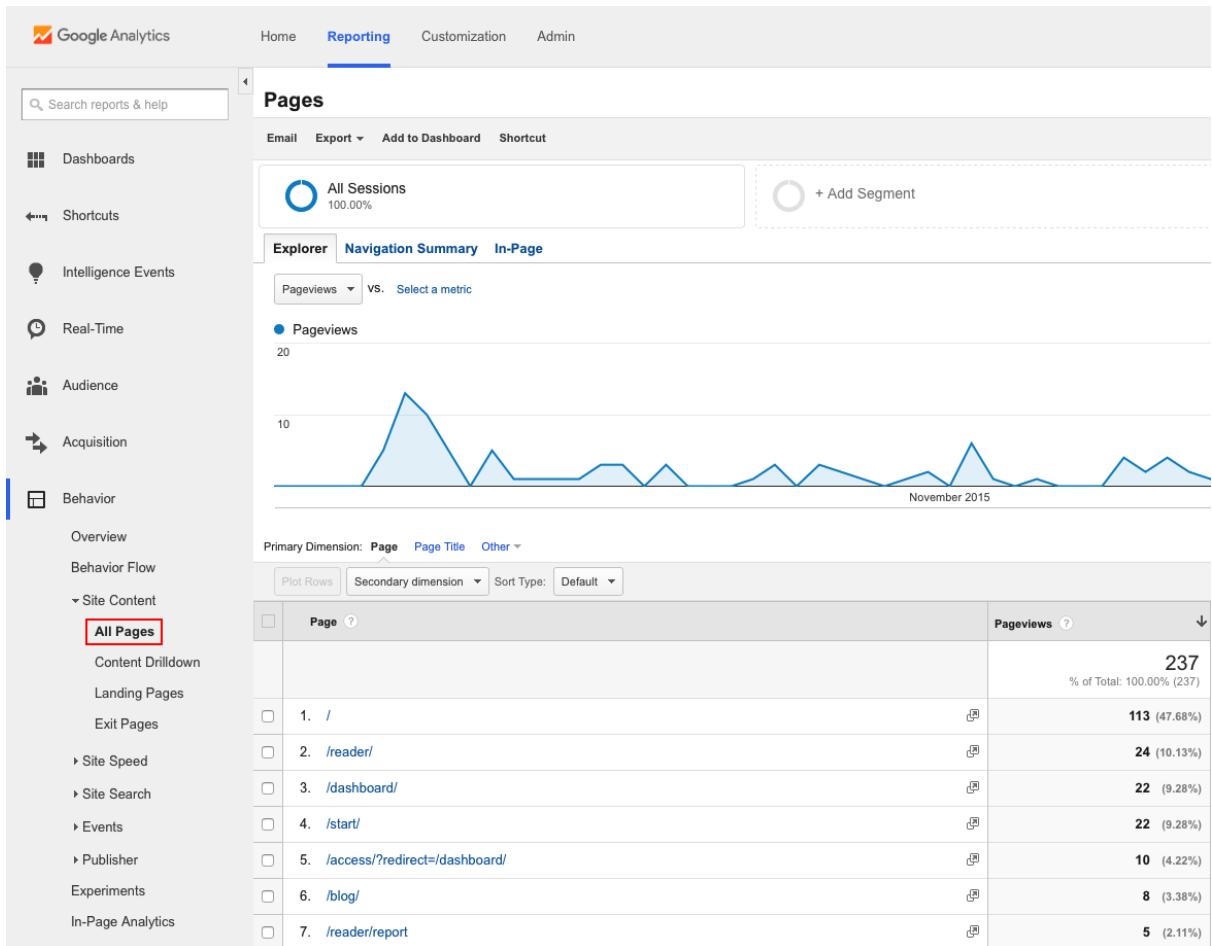 Google Analytics
Home Reporting Customization Admin
Search reports & help
Dashboards
Shortcuts
Intelligence Events
Real-Time
Audience
Acquisition
Behavior
Overview
Behavior Flow
Site Content
All Pages
Content Drilldown
Landing Pages
Exit Pages
Site Speed
Site Search
Events
Publisher
Experiments
In-Page Analytics
Pages
Email Export Add to Dashboard Shortcut
All Sessions
100.00%
+ Add Segment
Explorer Navigation Summary In-Page
Pageviews VS. Select a metric
Pageviews
20
10
November 2015
Primary Dimension: Page Page Title Other
Plot Rows Secondary dimension Sort Type: Default
Page ? Pageviews ?
237
% of Total: 100.00% (237)
1. / 113 (47.68%)
2. /reader/ 24 (10.13%)
3. /dashboard/ 22 (9.28%)
4. /start/ 22 (9.28%)
5. /access/?redirect=/dashboard/ 10 (4.22%)
6. /blog/ 8 (3.38%)
7. /reader/report 5 (2.11%)